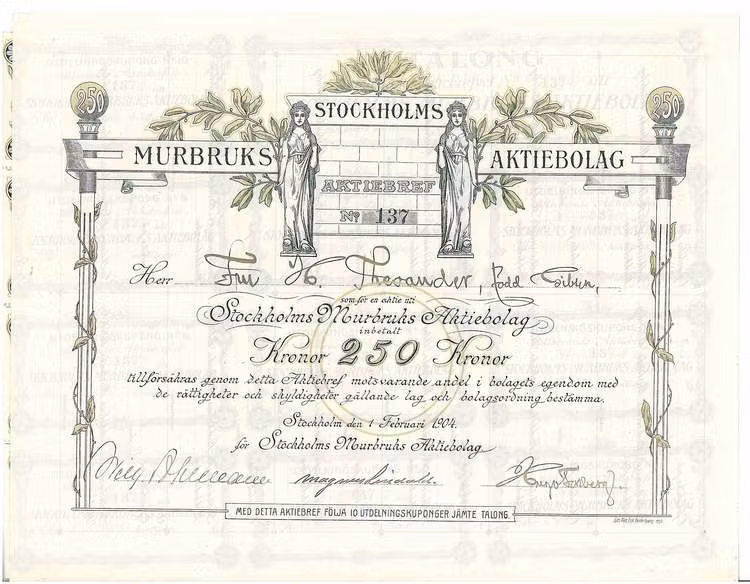 250
250
STOCKHOLMS
MURBRUKS
AKTIEBOLAG
AKTIEBREF
Nº 137
Herr Fru H. Thesander, född
som för en aktie uti
Stockholms Murbruks Aktiebolag
inbetalt
Kronor 250 Kronor
tillförsäkras genom detta Aktiebref motsvarande andel i bolagets egendom med
de rättigheter och skyldigheter gällande lag och bolagsordning bestämma.
Stockholm den 1 Februari 1904.
för Stockholms Murbruks Aktiebolag
MED DETTA AKTIEBREF FÖLJA 10 UTDELNINGSKUPONGER JÄMTE TALONG.